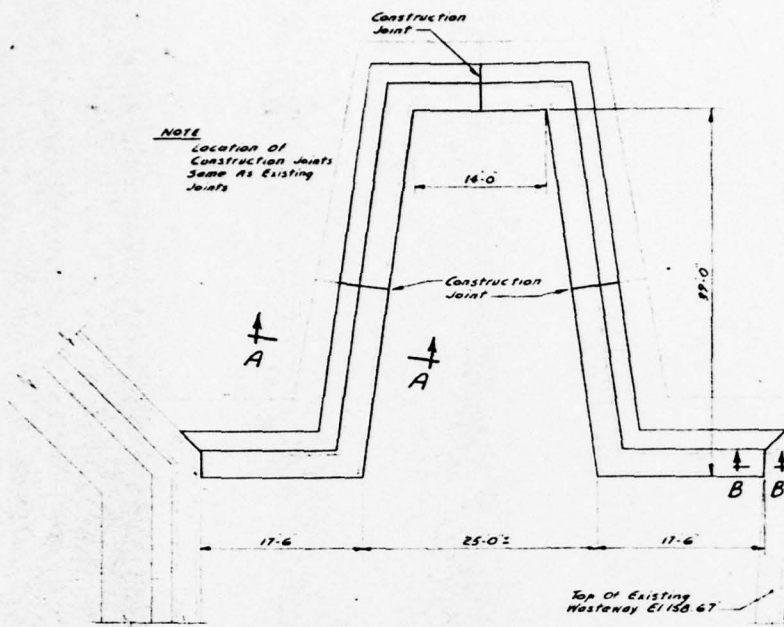 Construction
Joint
NOTE
Location Of
Construction Joints
Same As Existing
Joints
14-0
Construction
Joint
39-0
A
A
B
B
17-6
25-0±
17-6
Top Of Existing
Wasteway El 158.67